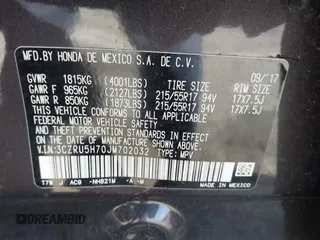 MFD.BY HONDA DE MEXICO S.A. DE C.V.
09/17
GVWR 1815KG (4001LBS) TIRE SIZE RIM SIZE
GAWR F 965KG (2127LBS) 215/55R17 94V 17X7.5J
GAWR R 850KG (1873LBS) 215/55R17 94V 17X7.5J
THIS VEHICLE CONFORMS TO ALL APPLICABLE
FEDERAL MOTOR VEHICLE SAFETY AND
THEFT PREVENTION STANDARDS IN EFFECT ON
THE DATE OF MANUFACTURE SHOWN ABOVE.
V.I.N:3CZRU5H70JM702032 TYPE: MPV
T7W J AC9 NH821M A M
MADE IN MEXICO